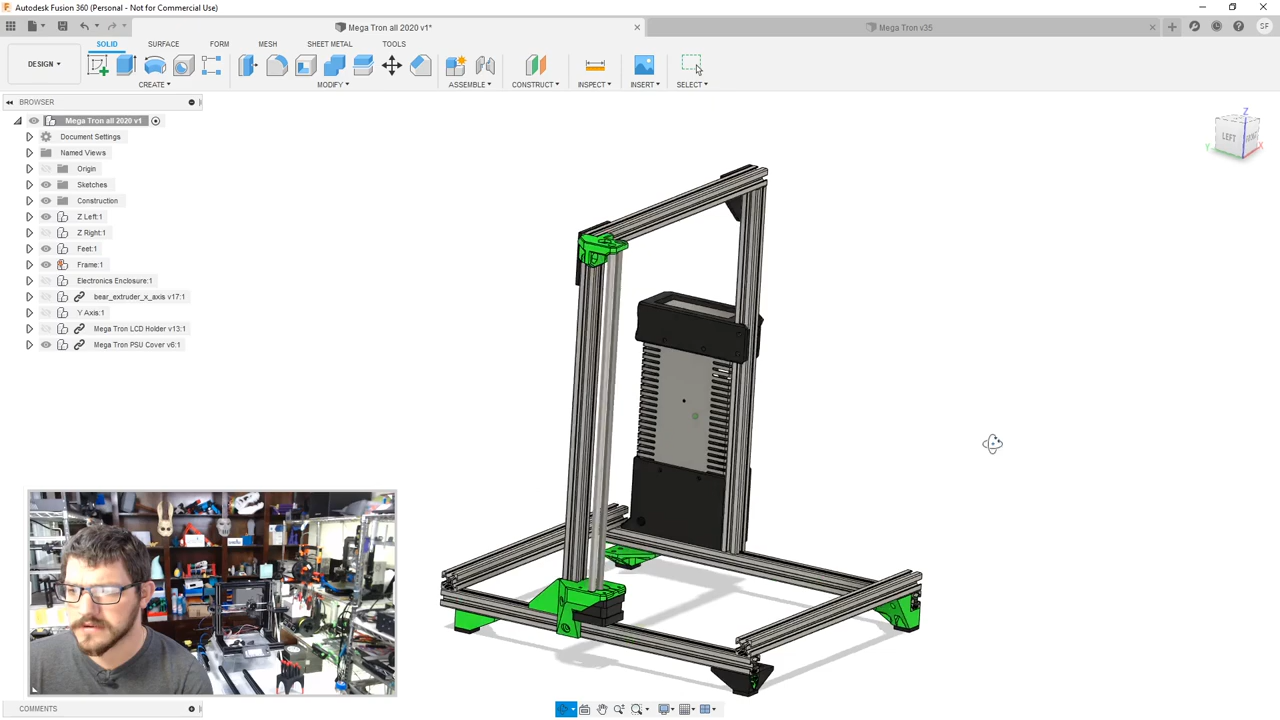 Autodesk Fusion 360 (Personal - Not for Commercial Use)
Mega Tron all 2020 v1*
Mega Tron v35
SF
SOLID SURFACE FORM MESH SHEET METAL TOOLS
DESIGN
CREATE MODIFY ASSEMBLE CONSTRUCT INSPECT INSERT SELECT
BROWSER
Mega Tron all 2020 v1
Document Settings
Named Views
Origin
Sketches
Construction
Z Left:1
Z Right:1
Feet:1
Frame:1
Electronics Enclosure:1
bear_extruder_x_axis v17:1
Y Axis:1
Mega Tron LCD Holder v13:1
Mega Tron PSU Cover v6:1
Z
LEFT
Y
X
COMMENTS